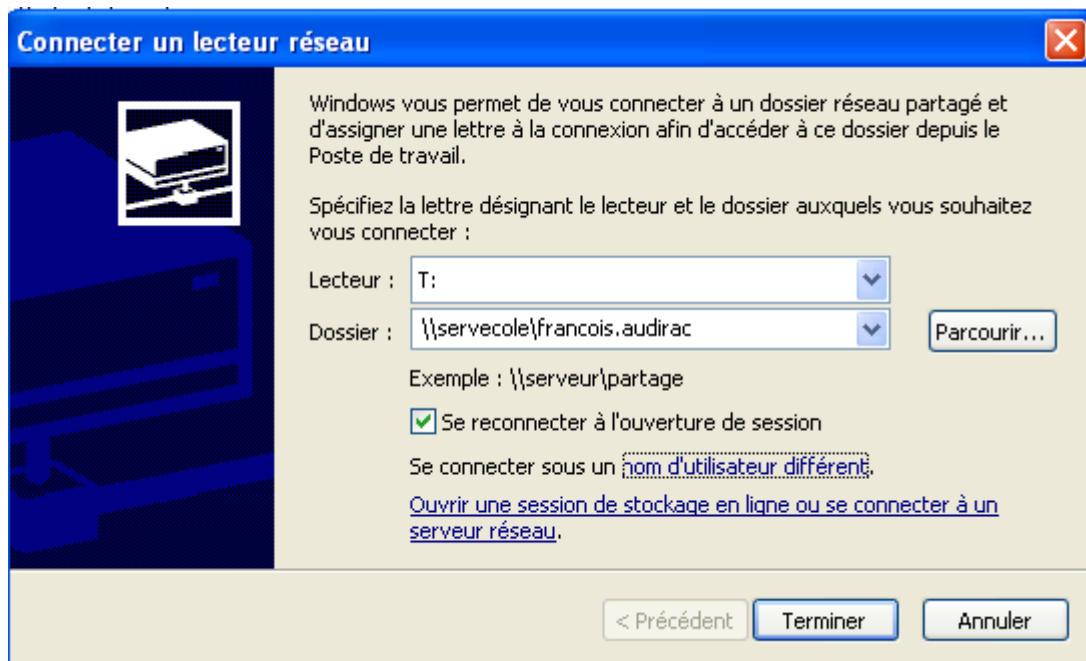 Connecter un lecteur réseau
Windows vous permet de vous connecter à un dossier réseau partagé et
d'assigner une lettre à la connexion afin d'accéder à ce dossier depuis le
Poste de travail.
Spécifiez la lettre désignant le lecteur et le dossier auxquels vous souhaitez
vous connecter :
Lecteur : T:
Dossier : \\servecole\francois.audirac Parcourir...
Exemple : \\serveur\partage
Se reconnecter à l'ouverture de session
Se connecter sous un nom d'utilisateur différent.
Ouvrir une session de stockage en ligne ou se connecter à un
serveur réseau.
< Précédent Terminer Annuler